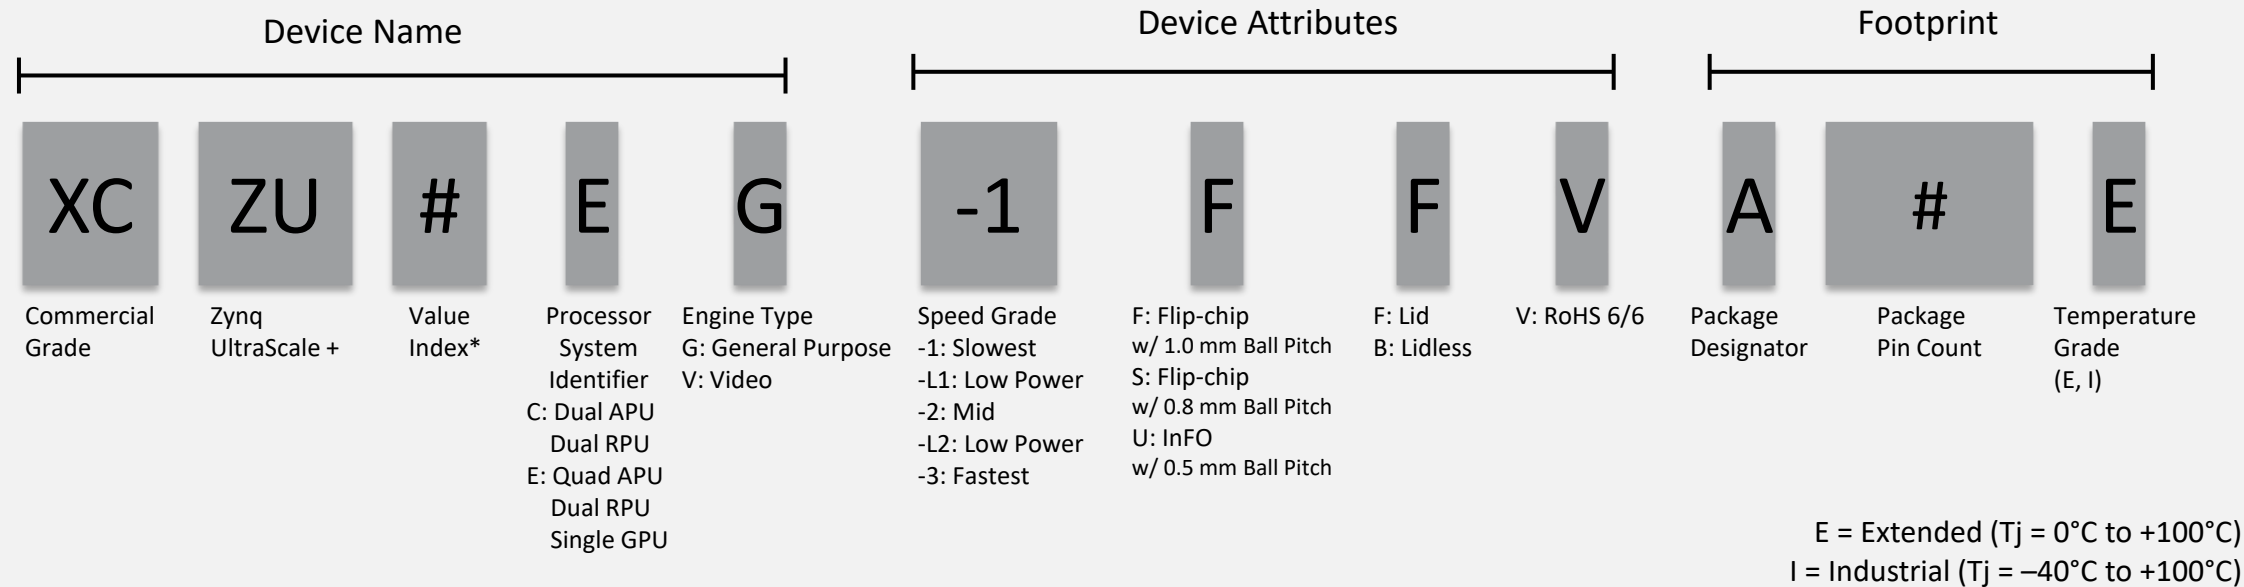 Device Name
Device Attributes
Footprint
XC
ZU
#
E
G
-1
F
F
V
A
#
E
Commercial
Grade
Zynq
UltraScale +
Value
Index*
Processor
System
Identifier
C: Dual APU
Dual RPU
E: Quad APU
Dual RPU
Single GPU
Engine Type
G: General Purpose
V: Video
Speed Grade
-1: Slowest
-L1: Low Power
-2: Mid
-L2: Low Power
-3: Fastest
F: Flip-chip
w/ 1.0 mm Ball Pitch
S: Flip-chip
w/ 0.8 mm Ball Pitch
U: InFO
w/ 0.5 mm Ball Pitch
F: Lid
B: Lidless
V: RoHS 6/6
Package
Designator
Package
Pin Count
Temperature
Grade
(E, I)
E = Extended (Tj = 0°C to +100°C)
I = Industrial (Tj = –40°C to +100°C)